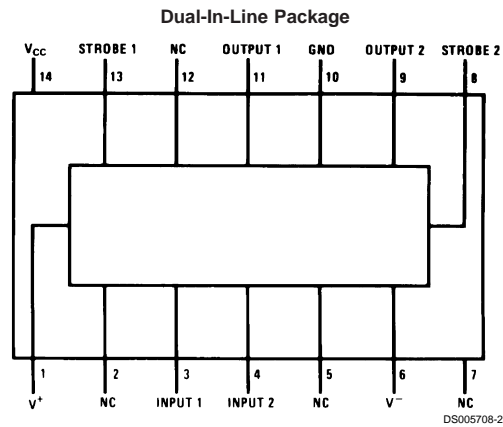 Dual-In-Line Package
VCC STROBE 1 NC OUTPUT 1 GND OUTPUT 2 STROBE 2
14 13 12 11 10 9 8
1 2 3 4 5 6 7
V+ NC INPUT 1 INPUT 2 NC V− NC
DS005708-2